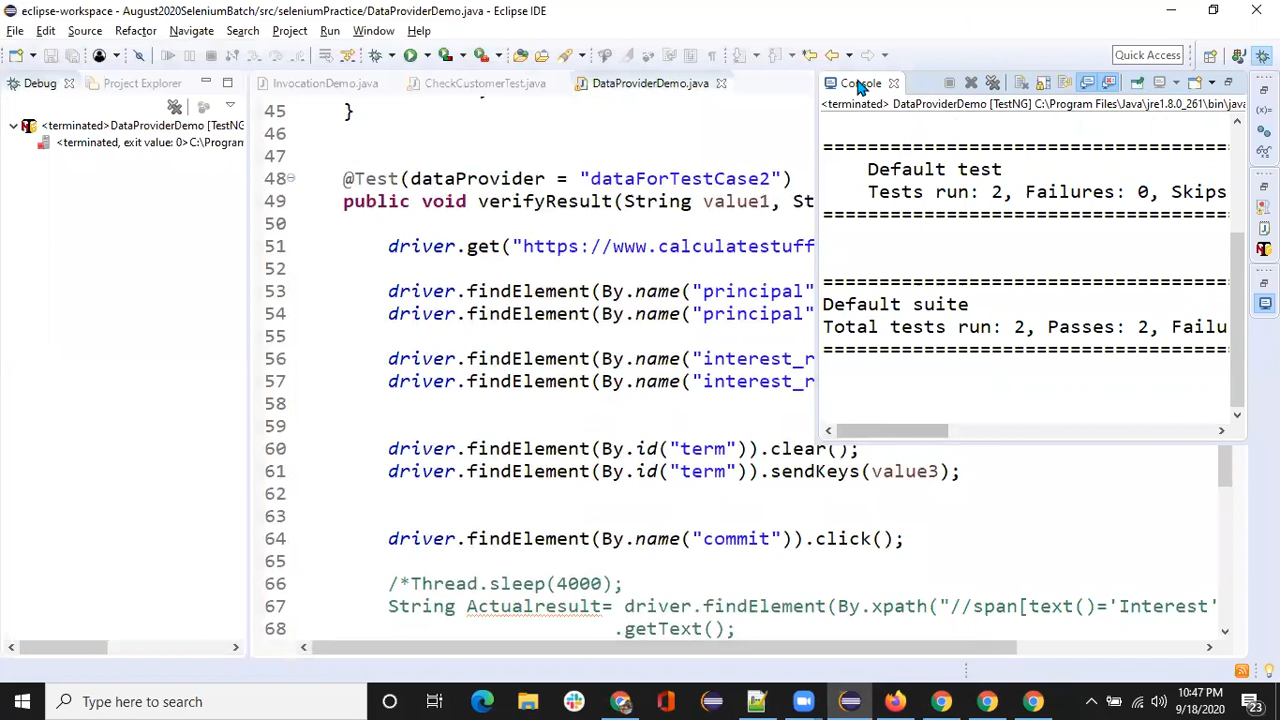 eclipse-workspace - August2020SeleniumBatch/src/seleniumPractice/DataProviderDemo.java - Eclipse IDE
File Edit Source Refactor Navigate Search Project Run Window Help
Quick Access
Debug Project Explorer InvocationDemo.java CheckCustomerTest.java DataProviderDemo.java Console
<terminated> DataProviderDemo [TestNG] C:\Program Files\Java\jre1.8.0_261\bin\java
<terminated>DataProviderDemo [TestNG
<terminated, exit value: 0>C:\Program
45 }
46
47
48 @Test(dataProvider = "dataForTestCase2")
49 public void verifyResult(String value1, St
50
51 driver.get("https://www.calculatestuff
52
53 driver.findElement(By.name("principal"
54 driver.findElement(By.name("principal"
55
56 driver.findElement(By.name("interest_r
57 driver.findElement(By.name("interest_r
58
59
60 driver.findElement(By.id("term")).clear();
61 driver.findElement(By.id("term")).sendKeys(value3);
62
63
64 driver.findElement(By.name("commit")).click();
65
66 /*Thread.sleep(4000);
67 String Actualresult= driver.findElement(By.xpath("//span[text()='Interest'
68 .getText();
===============================================
Default test
Tests run: 2, Failures: 0, Skips
===============================================
===============================================
Default suite
Total tests run: 2, Passes: 2, Failu
===============================================
Type here to search
10:47 PM
9/18/2020
23